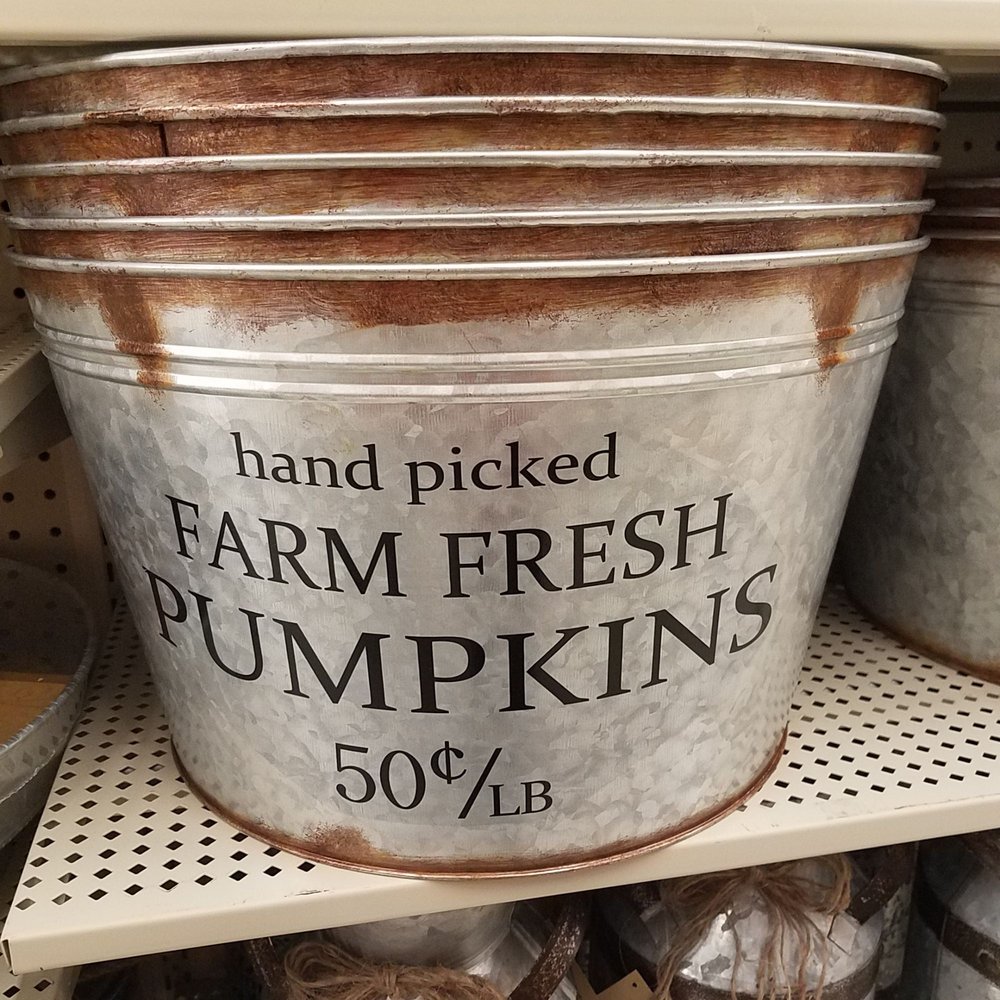 hand picked
FARM FRESH
PUMPKINS
50¢/LB